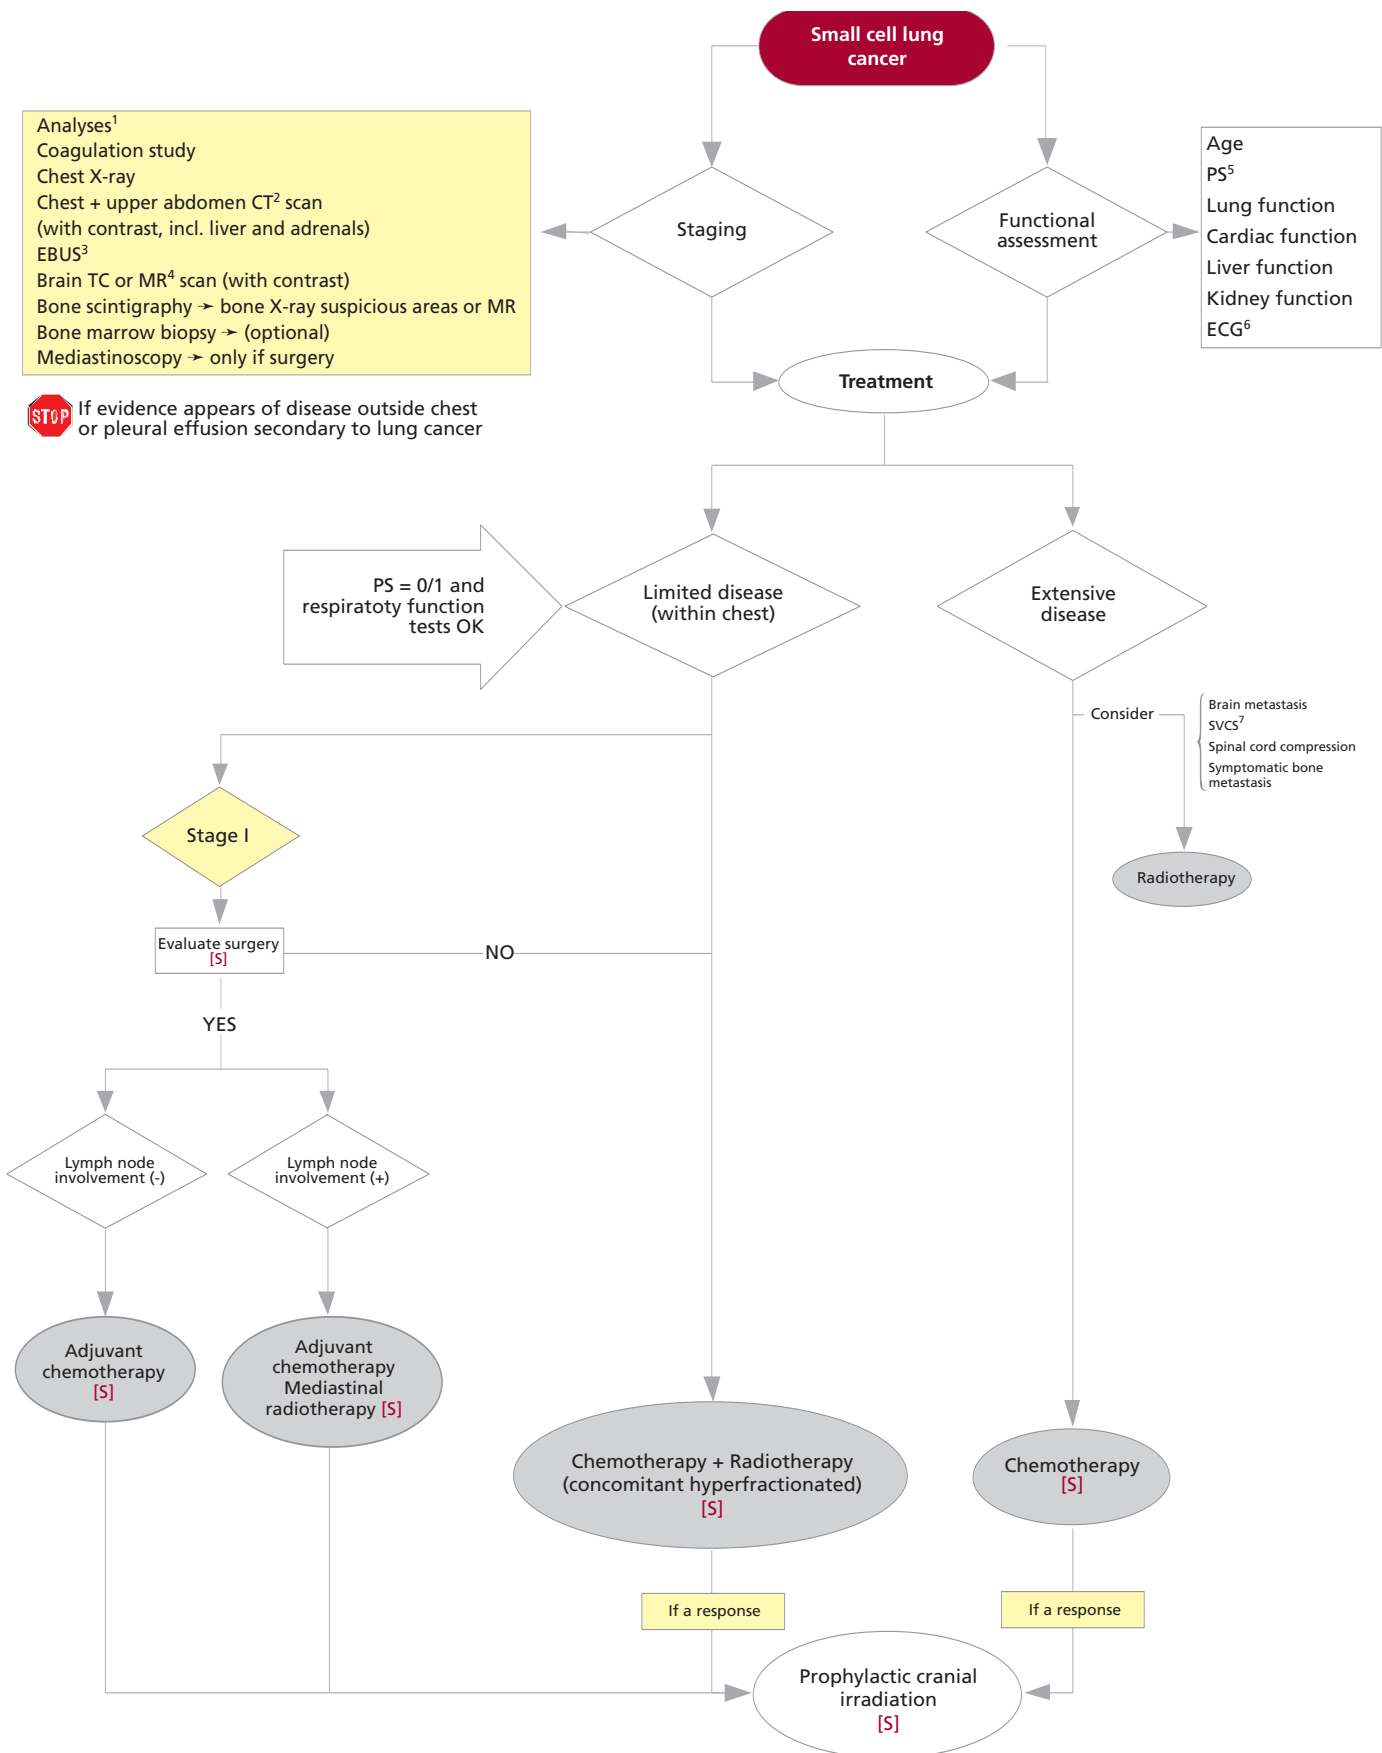 Small cell lung
cancer
Analyses1
Coagulation study
Chest X-ray
Chest + upper abdomen CT2 scan
(with contrast, incl. liver and adrenals)
EBUS3
Brain TC or MR4 scan (with contrast)
Bone scintigraphy ➛ bone X-ray suspicious areas or MR
Bone marrow biopsy ➛ (optional)
Mediastinoscopy ➛ only if surgery
STOP
If evidence appears of disease outside chest
or pleural effusion secondary to lung cancer
Staging
Functional
assessment
Age
PS5
Lung function
Cardiac function
Liver function
Kidney function
ECG6
Treatment
PS = 0/1 and
respiratoty function
tests OK
Limited disease
(within chest)
Extensive
disease
Consider
Brain metastasis
SVCS7
Spinal cord compression
Symptomatic bone
metastasis
Radiotherapy
Stage I
Evaluate surgery
[S]
NO
YES
Lymph node
involvement (-)
Lymph node
involvement (+)
Adjuvant
chemotherapy
[S]
Adjuvant
chemotherapy
Mediastinal
radiotherapy [S]
Chemotherapy + Radiotherapy
(concomitant hyperfractionated)
[S]
Chemotherapy
[S]
If a response
If a response
Prophylactic cranial
irradiation
[S]